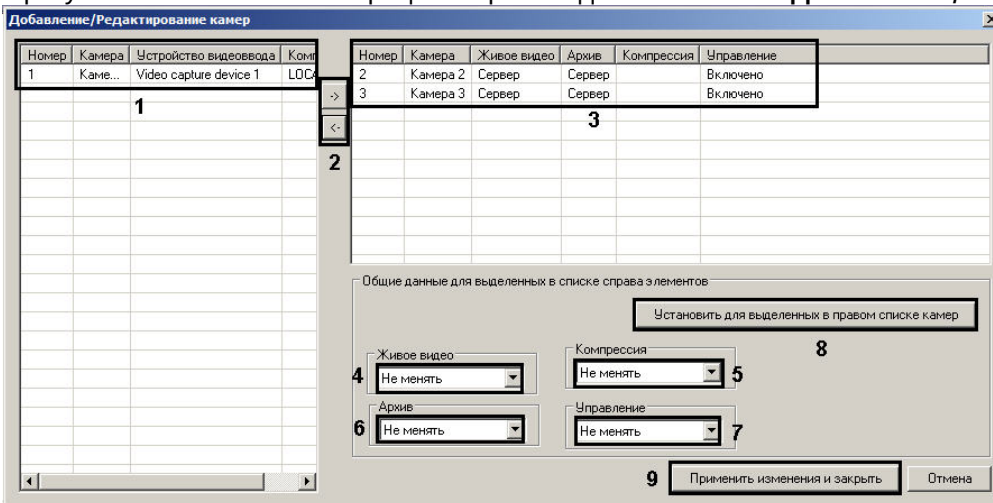 Добавление/Редактирование камер
Номер Камера Устройство видеоввода
1 Каме... Video capture device 1
1
->
<-
2
Номер Камера Живое видео Архив Компрессия Управление
2 Камера 2 Сервер Сервер Включено
3 Камера 3 Сервер Сервер Включено
3
Общие данные для выделенных в списке справа элементов
Установить для выделенных в правом списке камер
8
Живое видео
4 Не менять
Компрессия
Не менять 5
Архив
6 Не менять
Управление
Не менять 7
9 Применить изменения и закрыть Отмена